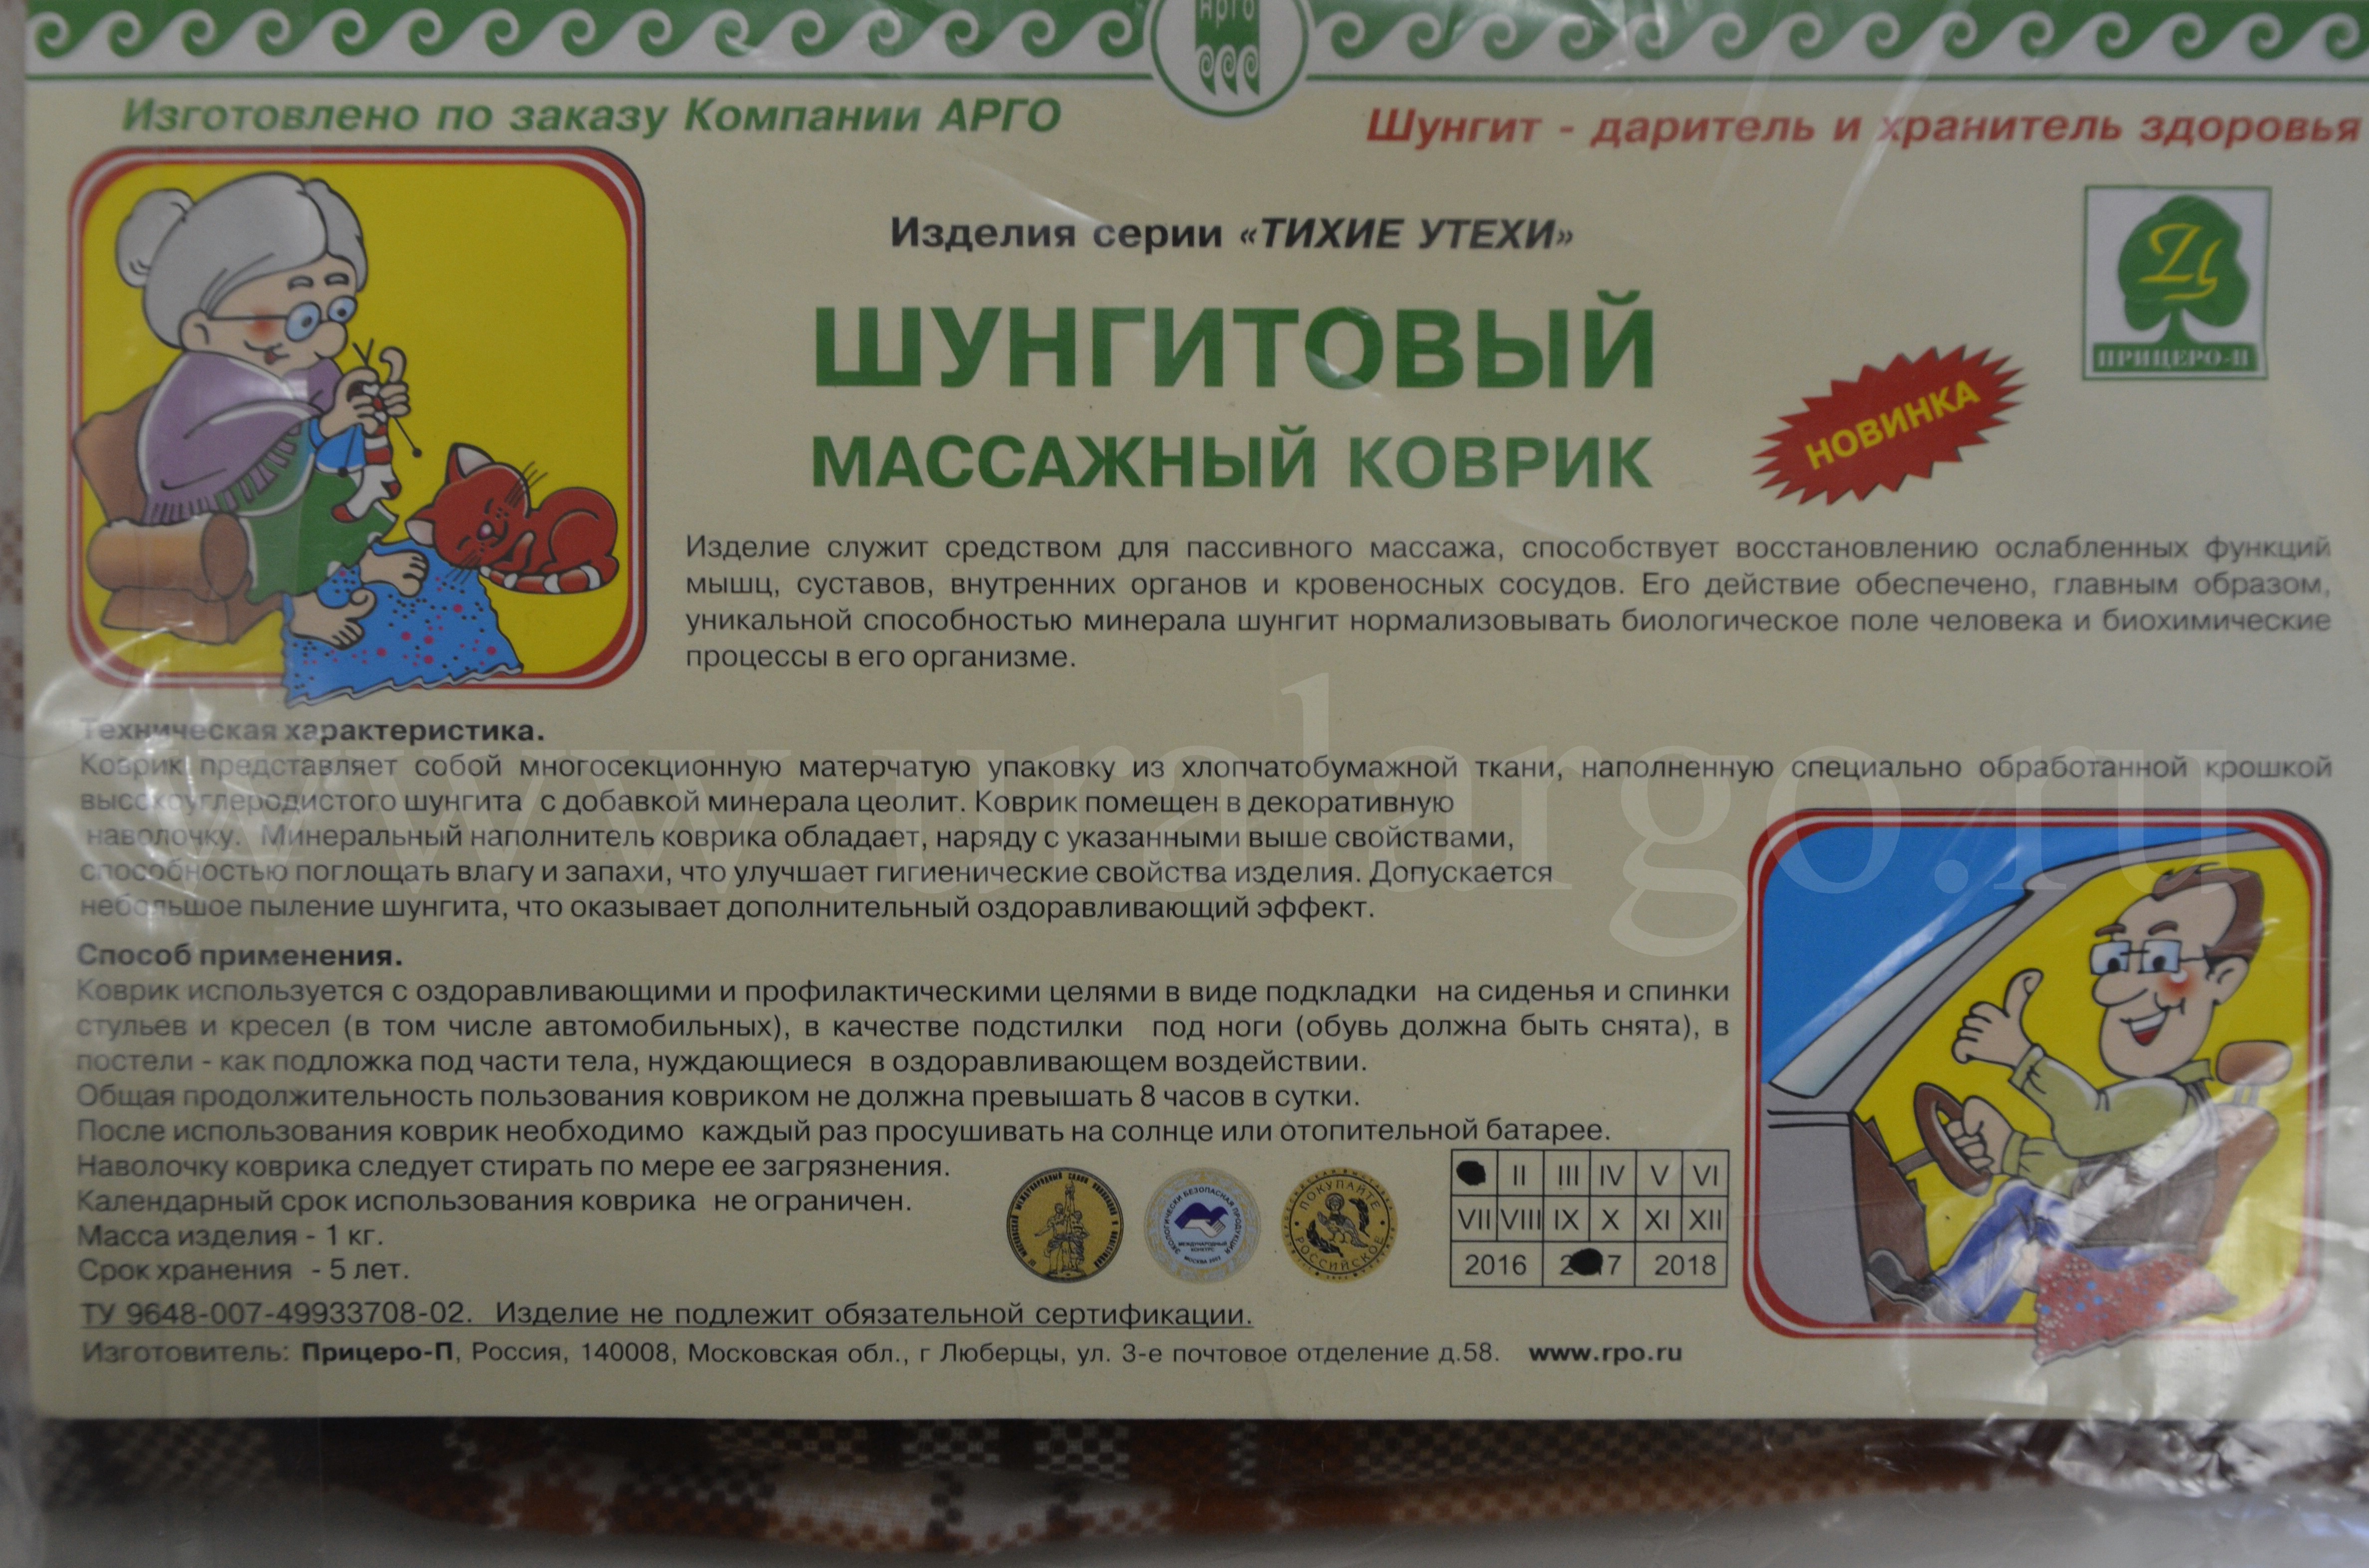 арго
Изготовлено по заказу Компании АРГО
Шунгит - даритель и хранитель здоровья
Изделия серии «ТИХИЕ УТЕХИ»
ШУНГИТОВЫЙ
МАССАЖНЫЙ КОВРИК
ПРИЦЕРО-П
НОВИНКА
Изделие служит средством для пассивного массажа, способствует восстановлению ослабленных функций
мышц, суставов, внутренних органов и кровеносных сосудов. Его действие обеспечено, главным образом,
уникальной способностью минерала шунгит нормализовывать биологическое поле человека и биохимические
процессы в его организме.
Техническая характеристика.
Коврик представляет собой многосекционную матерчатую упаковку из хлопчатобумажной ткани, наполненную специально обработанной крошкой
высокоуглеродистого шунгита с добавкой минерала цеолит. Коврик помещен в декоративную
наволочку. Минеральный наполнитель коврика обладает, наряду с указанными выше свойствами,
способностью поглощать влагу и запахи, что улучшает гигиенические свойства изделия. Допускается
небольшое пыление шунгита, что оказывает дополнительный оздоравливающий эффект.
www.uralargo.ru
Способ применения.
Коврик используется с оздоравливающими и профилактическими целями в виде подкладки на сиденья и спинки
стульев и кресел (в том числе автомобильных), в качестве подстилки под ноги (обувь должна быть снята), в
постели - как подложка под части тела, нуждающиеся в оздоравливающем воздействии.
Общая продолжительность пользования ковриком не должна превышать 8 часов в сутки.
После использования коврик необходимо каждый раз просушивать на солнце или отопительной батарее.
Наволочку коврика следует стирать по мере ее загрязнения.
Календарный срок использования коврика не ограничен.
Масса изделия - 1 кг.
Срок хранения - 5 лет.
ЭКОЛОГИЧЕСКИ БЕЗОПАСНАЯ ПРОДУКЦИЯ
МЕЖДУНАРОДНЫЙ
КОНКУРС
ПОКУПАЙТЕ
РОССИЙСКОЕ
II III IV V VI
VII VIII IX X XI XII
2016 2 7 2018
ТУ 9648-007-49933708-02. Изделие не подлежит обязательной сертификации.
Изготовитель: Прицеро-П, Россия, 140008, Московская обл., г Люберцы, ул. 3-е почтовое отделение д.58. www.rpo.ru